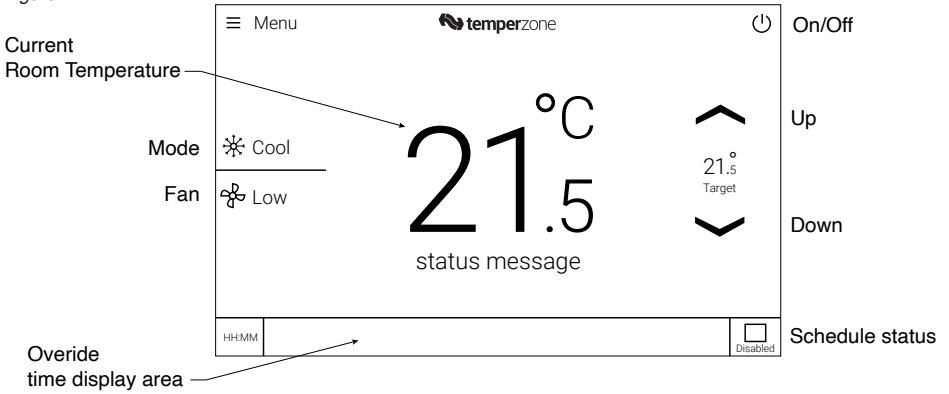 Menu
temperzone
On/Off
Current
Room Temperature
21.5°C
Up
Mode
Cool
21.5°
Target
Fan
Low
Down
status message
HH:MM
Disabled
Schedule status
Overide
time display area